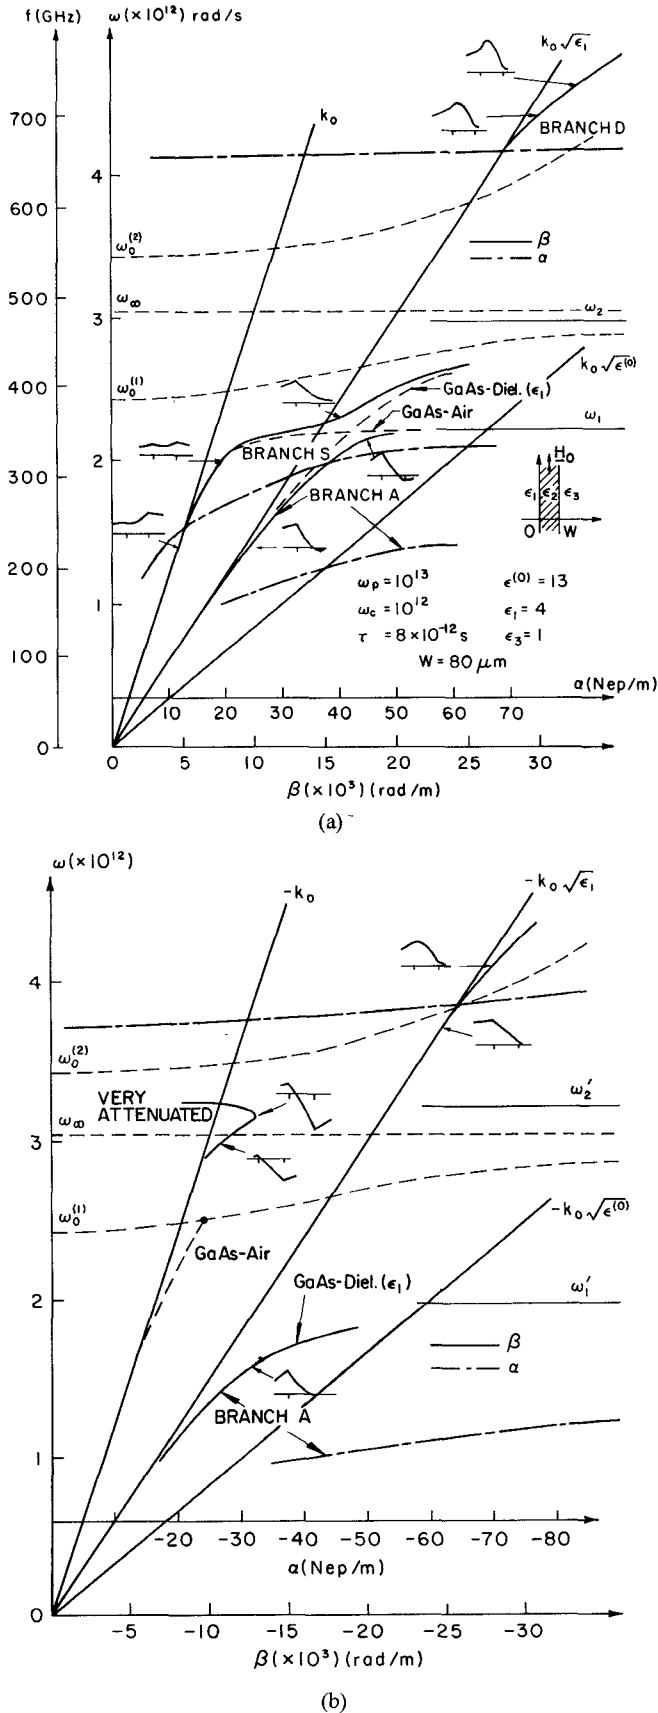 f(GHz) ω(×10¹²) rad/s
k₀√ε₁
k₀
700
BRANCH D
4
600
ω₀⁽²⁾
β
α
500
ω∞
ω₂
3
k₀√ε⁽⁰⁾
ω₀⁽¹⁾
400
GaAs-Diel.(ε₁)
GaAs-Air
ω₁
2
BRANCH S
300
H₀
BRANCH A
ε₁ ε₂ ε₃
O W
200
ωp = 10¹³ ε⁽⁰⁾ = 13
1
ωc = 10¹² ε₁ = 4
τ = 8×10⁻¹² s ε₃ = 1
100
W = 80 μm
α(Nep/m)
10 20 30 40 50 60 70
0
0 5 10 15 20 25 30
β(×10³)(rad/m)
(a)
ω(×10¹²)
-k₀
-k₀√ε₁
4
ω₀⁽²⁾
VERY
ATTENUATED
ω₂'
ω∞
3
ω₀⁽¹⁾
-k₀√ε⁽⁰⁾
GaAs-Air
GaAs-Diel.(ε₁)
ω₁'
2
β
α
BRANCH A
1
-20 -30 -40 -50 -60 -70 -80
α(Nep/m)
0
-5 -10 -15 -20 -25 -30
β(×10³)(rad/m)
(b)